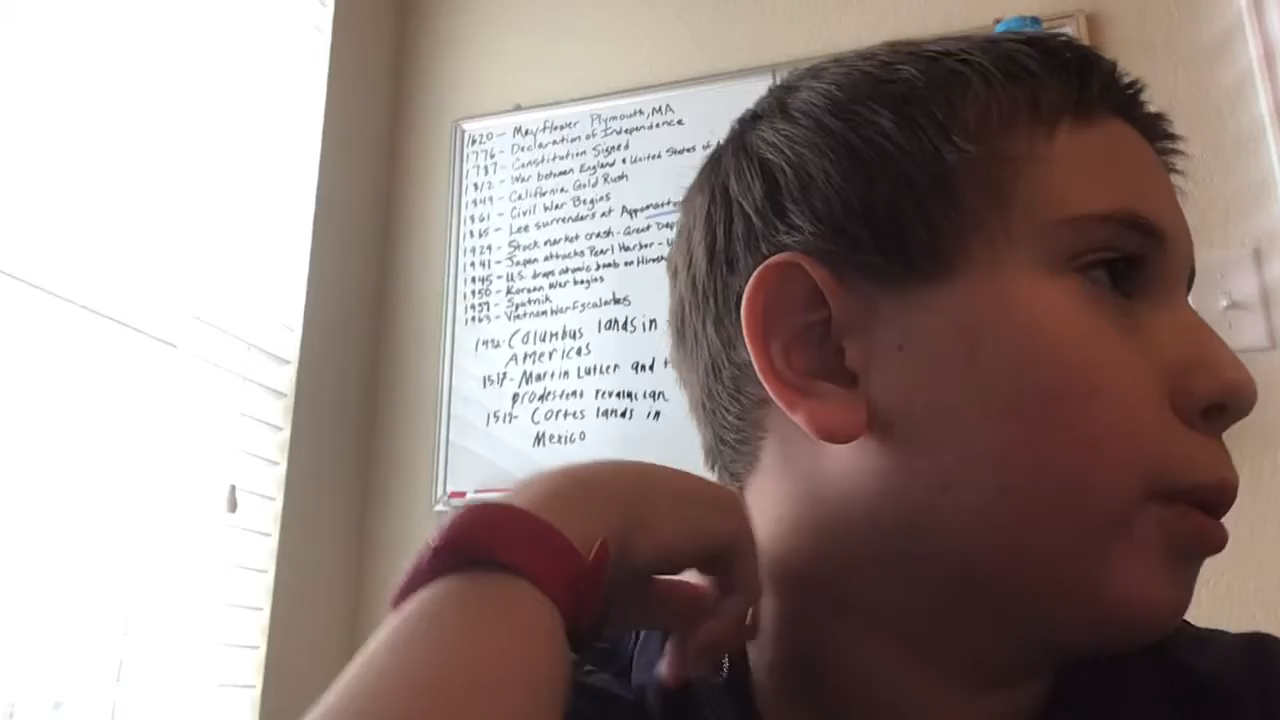 1620 - Mayflower Plymouth, MA
1776 - Declaration of Independence
1787 - Constitution Signed
1812 - War between England & United States of
1849 - California Gold Rush
1861 - Civil War Begins
1865 - Lee surrenders at Appomattox
1929 - Stock market crash - Great Dep
1941 - Japan attacks Pearl Harbor -
1945 - U.S. drops atomic bomb on Hirosh
1950 - Korean War begins
1957 - Sputnik
1963 - Vietnam War Escalates
1492- Columbus lands in
Americas
1517- Martin Luther and
prodestent
1519- Cortes lands in
Mexico